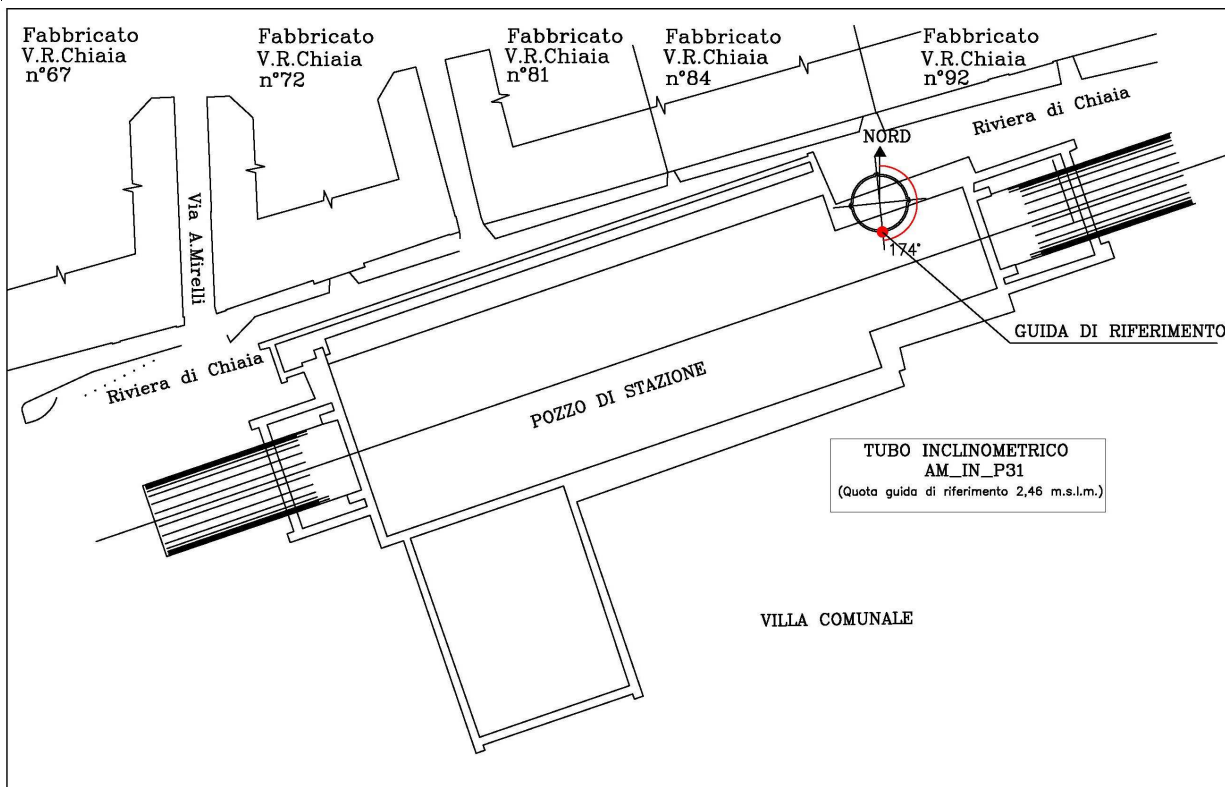 Fabbricato
V.R.Chiaia
n°67
Fabbricato
V.R.Chiaia
n°72
Fabbricato
V.R.Chiaia
n°81
Fabbricato
V.R.Chiaia
n°84
Fabbricato
V.R.Chiaia
n°92
Riviera di Chiaia
NORD
Via A.Mirelli
174°
GUIDA DI RIFERIMENTO
Riviera di Chiaia
POZZO DI STAZIONE
TUBO INCLINOMETRICO
AM_IN_P31
(Quota guida di riferimento 2,46 m.s.l.m.)
VILLA COMUNALE